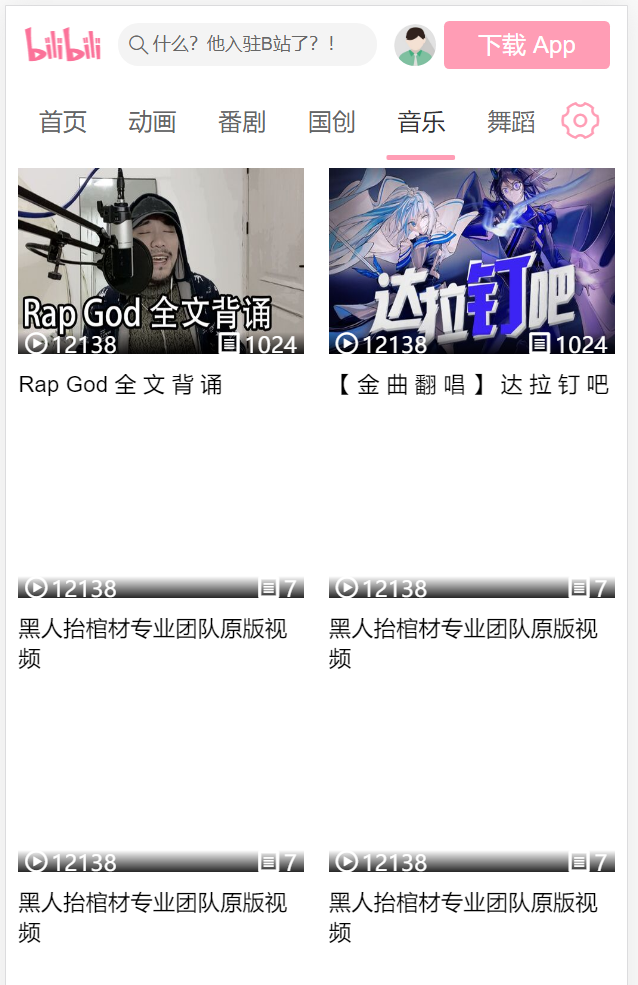 bilibili
什么？他入驻B站了？！
下载 App
首页 动画 番剧 国创 音乐 舞蹈
Rap God 全文背诵
12138 1024
达拉钉吧
12138 1024
Rap God 全 文 背 诵
【 金 曲 翻 唱 】 达 拉 钉 吧
12138 7
12138 7
黑人抬棺材专业团队原版视
频
黑人抬棺材专业团队原版视
频
12138 7
12138 7
黑人抬棺材专业团队原版视
频
黑人抬棺材专业团队原版视
频